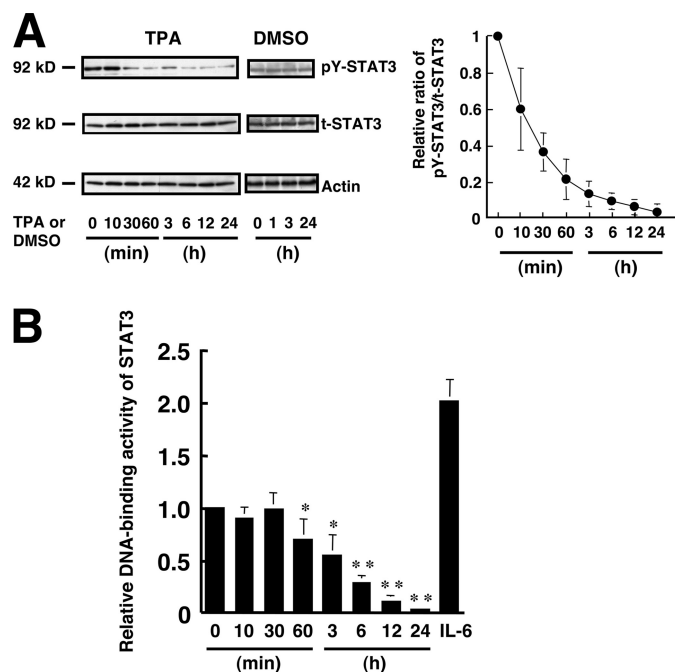 A
TPA DMSO
92 kD pY-STAT3
92 kD t-STAT3
42 kD Actin
TPA or DMSO 0 10 30 60 3 6 12 24 0 1 3 24
(min) (h) (h)
Relative ratio of pY-STAT3/t-STAT3
1
0.8
0.6
0.4
0.2
0
0 10 30 60 3 6 12 24
(min) (h)
B
Relative DNA-binding activity of STAT3
2.5
2.0
1.5
1.0
0.5
0
* * ** ** **
0 10 30 60 3 6 12 24 IL-6
(min) (h)